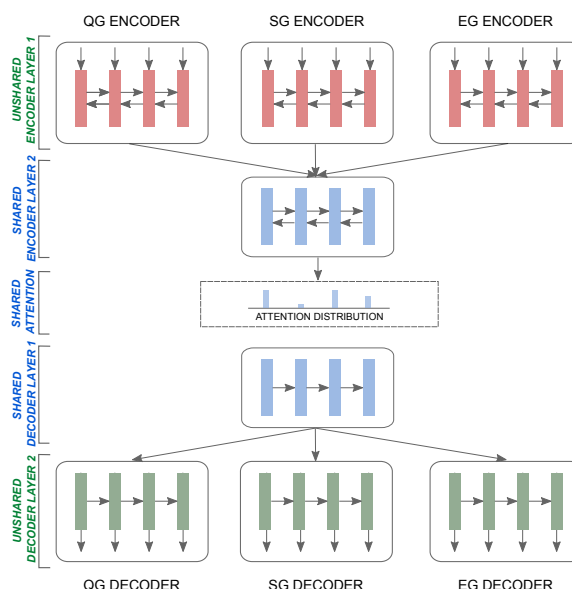 QG ENCODER
SG ENCODER
EG ENCODER
UNSHARED
ENCODER LAYER 1
SHARED
ENCODER LAYER 2
SHARED
ATTENTION
ATTENTION DISTRIBUTION
SHARED
DECODER LAYER 1
UNSHARED
DECODER LAYER 2
QG DECODER
SG DECODER
EG DECODER